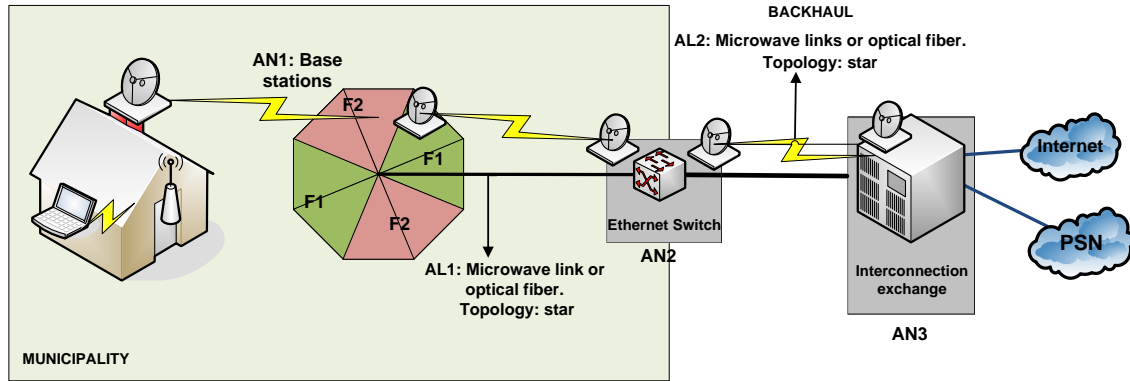 BACKHAUL
AL2: Microwave links or optical fiber.
Topology: star
AN1: Base
stations
F2
F1
F1
F2
Ethernet Switch
AN2
AL1: Microwave link or
optical fiber.
Topology: star
Interconnection
exchange
AN3
Internet
PSN
MUNICIPALITY